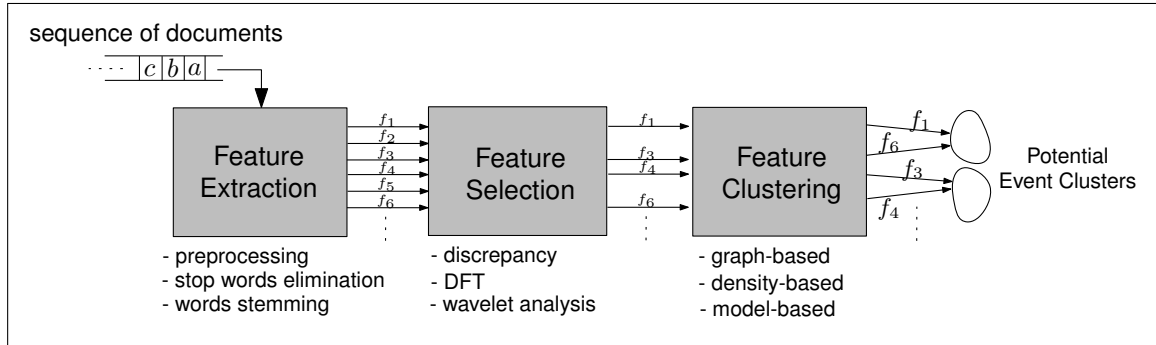 sequence of documents
c b a
Feature
Extraction
f1
f2
f3
f4
f5
f6
Feature
Selection
f1
f3
f4
f6
Feature
Clustering
f1
f6
f3
f4
Potential
Event Clusters
- preprocessing
- stop words elimination
- words stemming
- discrepancy
- DFT
- wavelet analysis
- graph-based
- density-based
- model-based